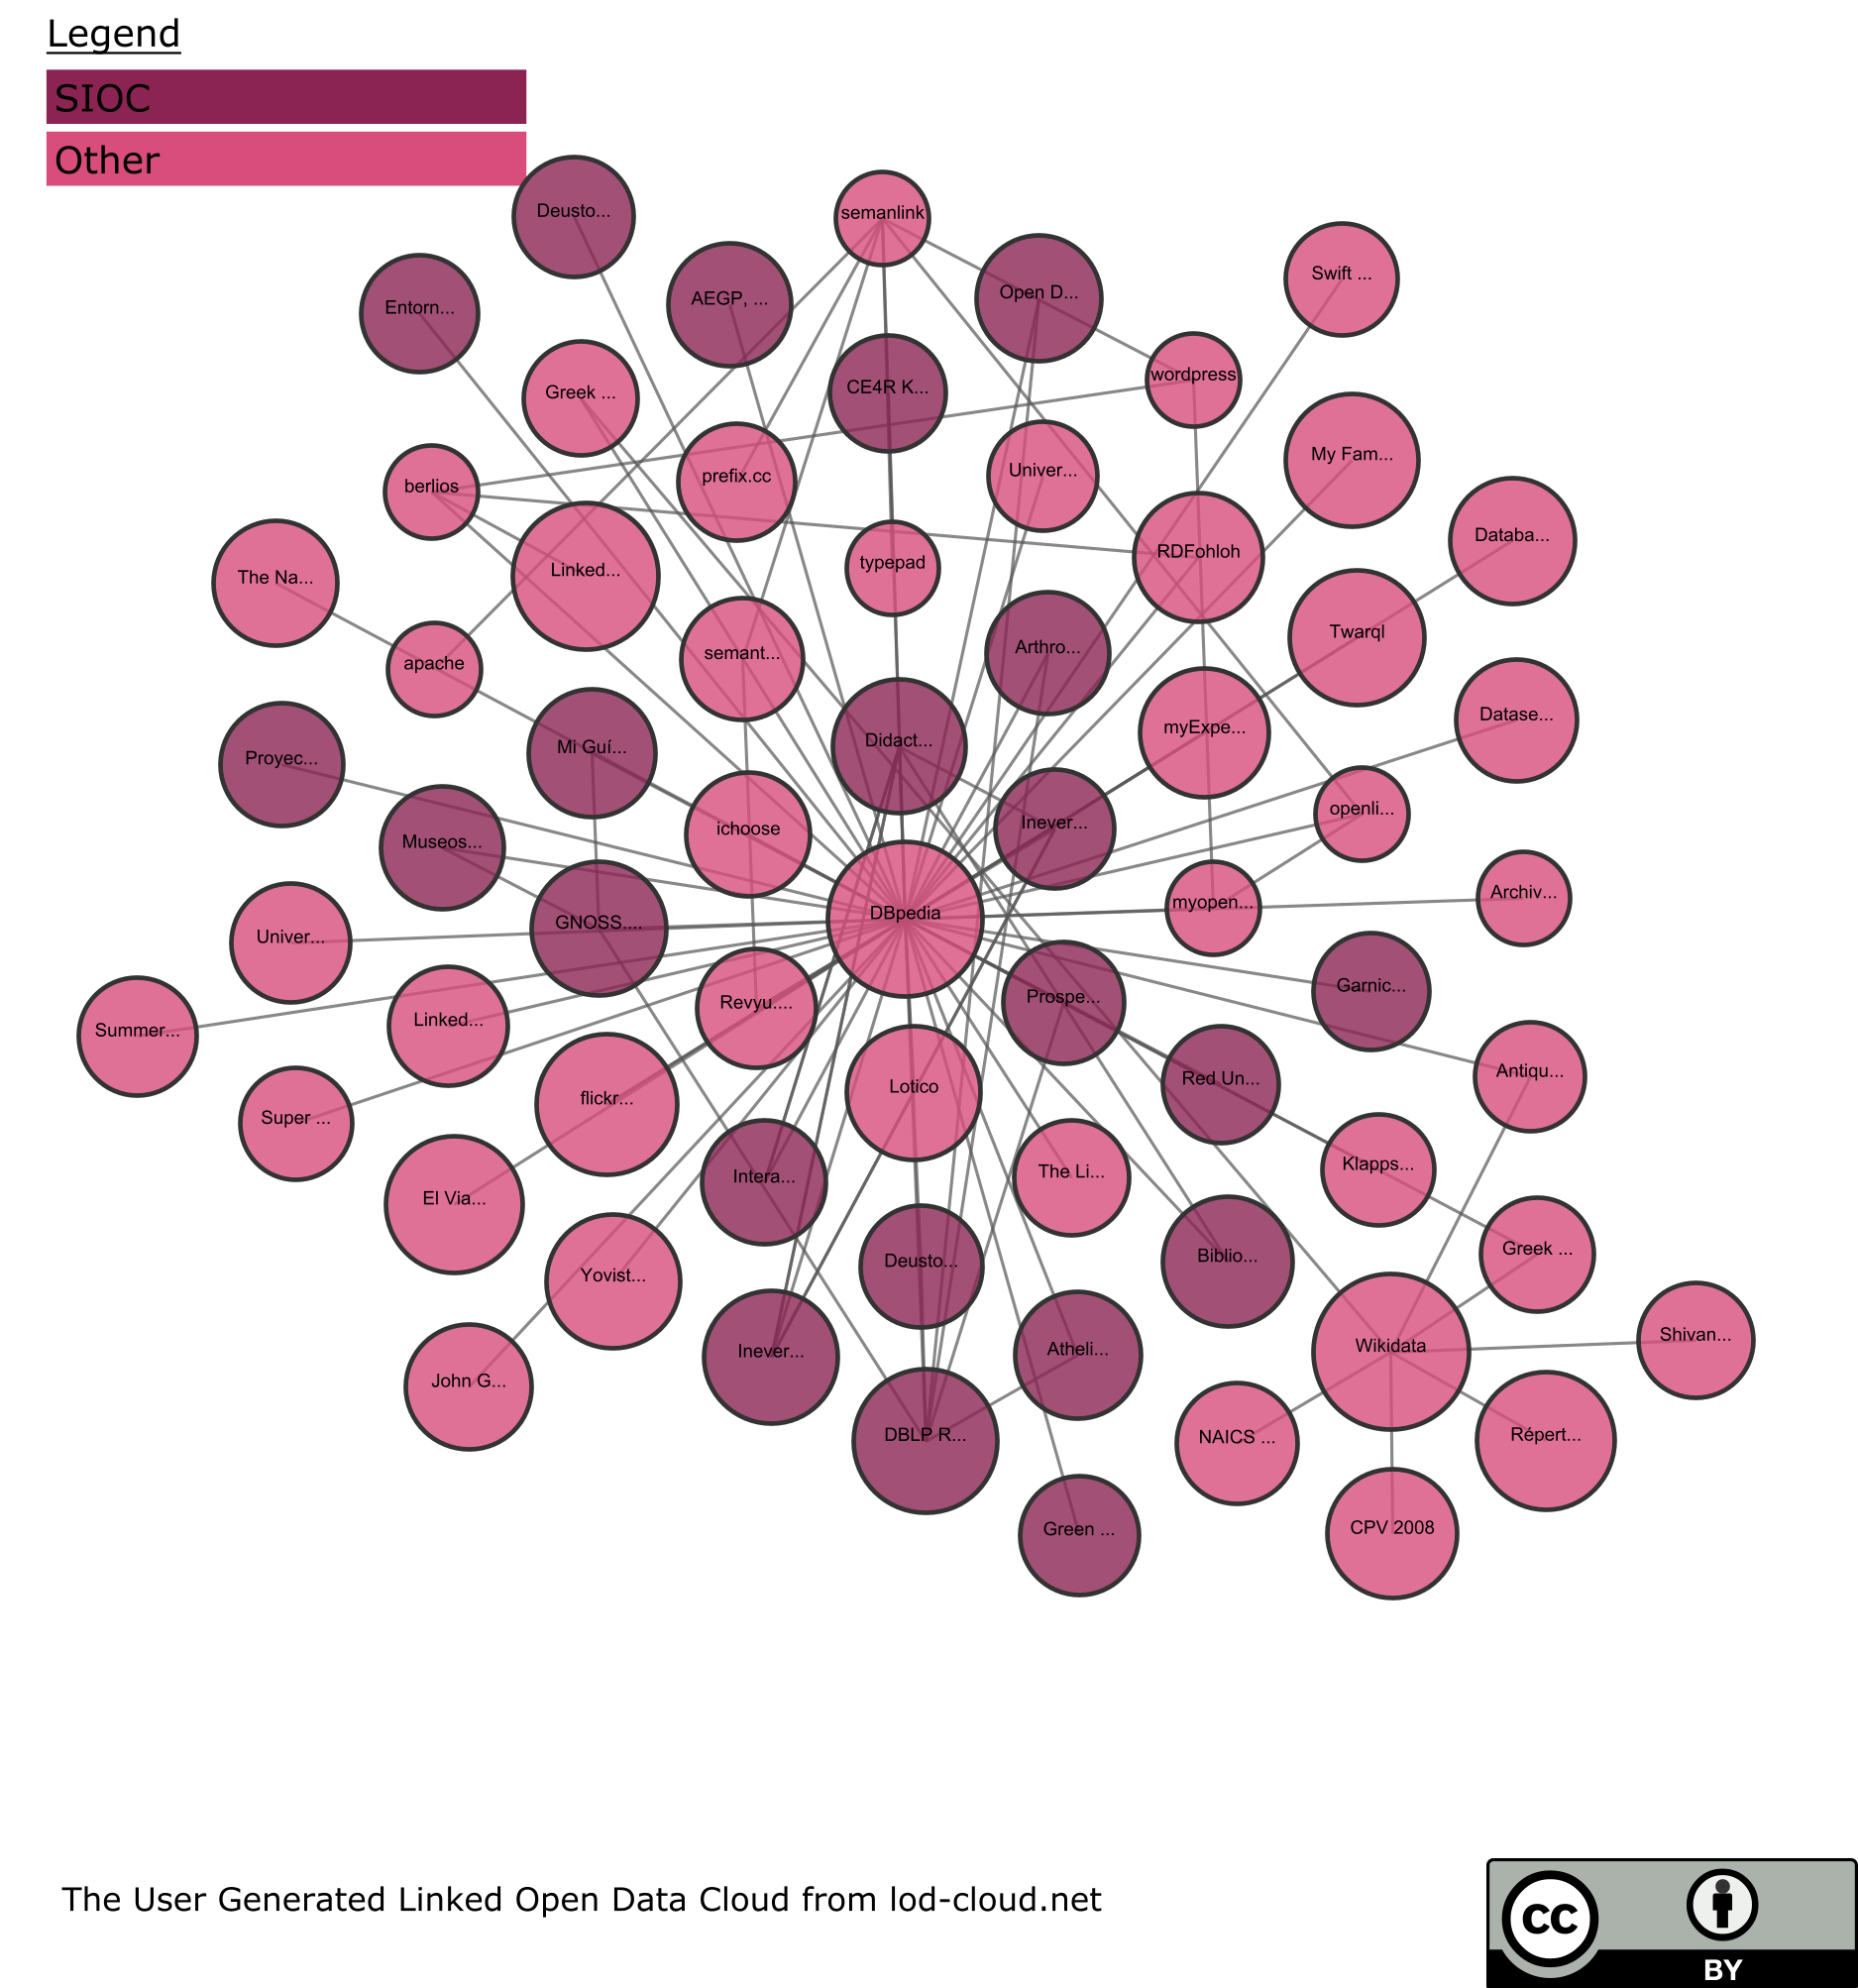 Legend
SIOC
Other
Deusto...
semanlink
Swift ...
Open D...
AEGP, ...
Entorn...
wordpress
CE4R K...
Greek ...
My Fam...
Univer...
prefix.cc
berlios
Databa...
RDFohloh
typepad
Linked...
The Na...
Twarql
Arthro...
semant...
apache
Datase...
myExpe...
Didact...
Mi Guí...
Proyec...
openli...
Inever...
ichoose
Museos...
Archiv...
myopen...
DBpedia
GNOSS....
Univer...
Garnic...
Prospe...
Revyu....
Linked...
Summer...
Antiqu...
Red Un...
Lotico
flickr...
Super ...
Klapps...
The Li...
Intera...
El Via...
Greek ...
Biblio...
Deusto...
Yovist...
Shivan...
Wikidata
Atheli...
Inever...
John G...
Répert...
NAICS ...
DBLP R...
CPV 2008
Green ...
The User Generated Linked Open Data Cloud from lod-cloud.net
cc
BY